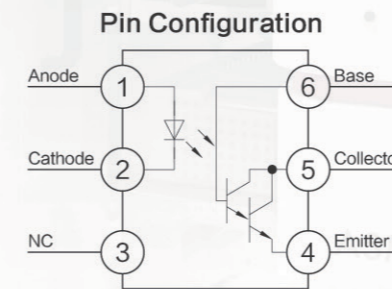 Pin Configuration
Anode 1 6 Base
Cathode 2 5 Collecto
NC 3 4 Emitter